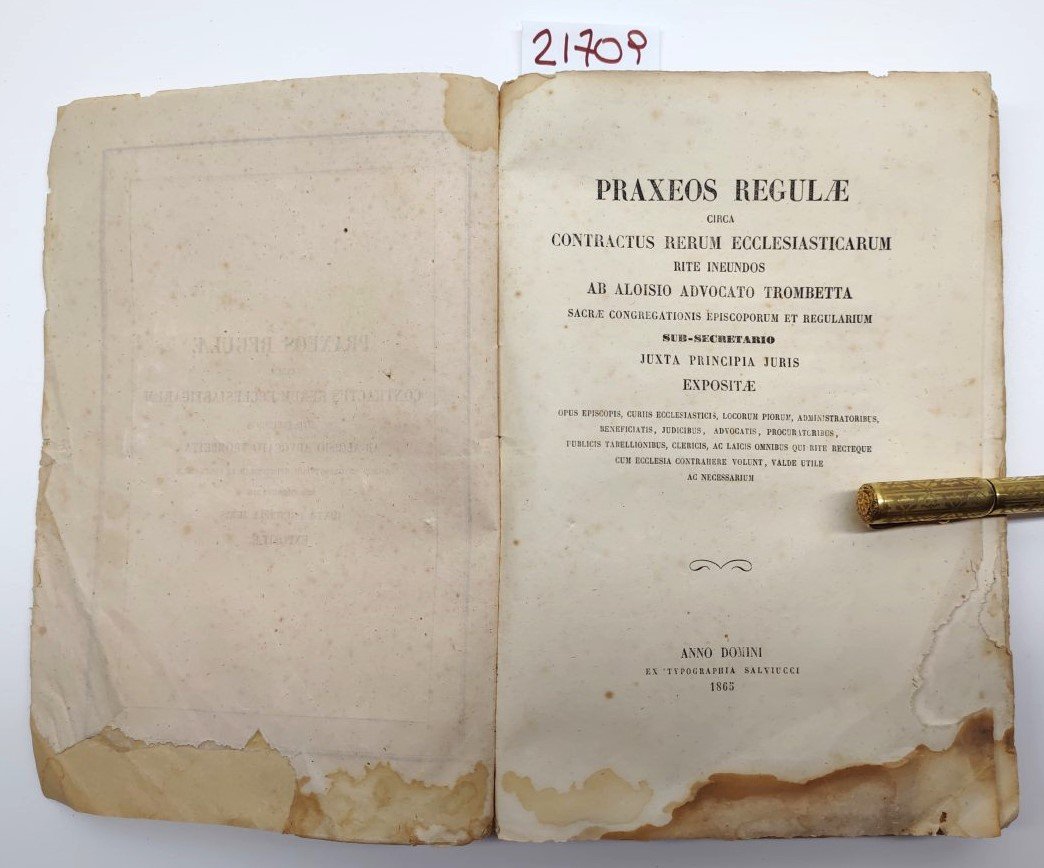 21709
PRAXEOS REGULÆ
CIRCA
CONTRACTUS RERUM ECCLESIASTICARUM
RITE INEUNDOS
AB ALOISIO ADVOCATO TROMBETTA
SACRÆ CONGREGATIONIS EPISCOPORUM ET REGULARIUM
SUB-SECRETARIO
JUXTA PRINCIPIA JURIS
EXPOSITÆ
OPUS EPISCOPIS, CURIIS ECCLESIASTICIS, LOCORUM PIORUM, ADMINISTRATORIBUS,
BENEFICIATIS, JUDICIBUS, ADVOCATIS, PROCURATORIBUS,
PUBLICIS TABELLIONIBUS, CLERICIS, AC LAICIS OMNIBUS QUI RITE RECTEQUE
CUM ECCLESIA CONTRAHERE VOLUNT, VALDE UTILE
AC NECESSARIUM
ANNO DOMINI
EX TYPOGRAPHIA SALVIUCCI
1865